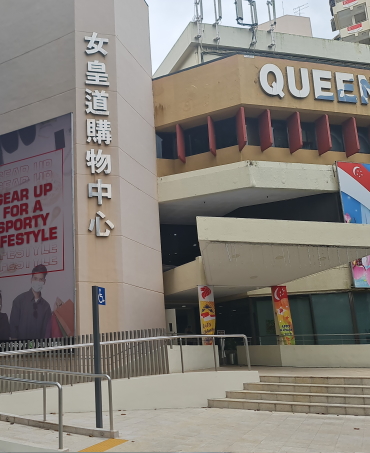 女皇道購物中心
QUEEN
GEAR UP
FOR A
SPORTY
LIFESTYLE